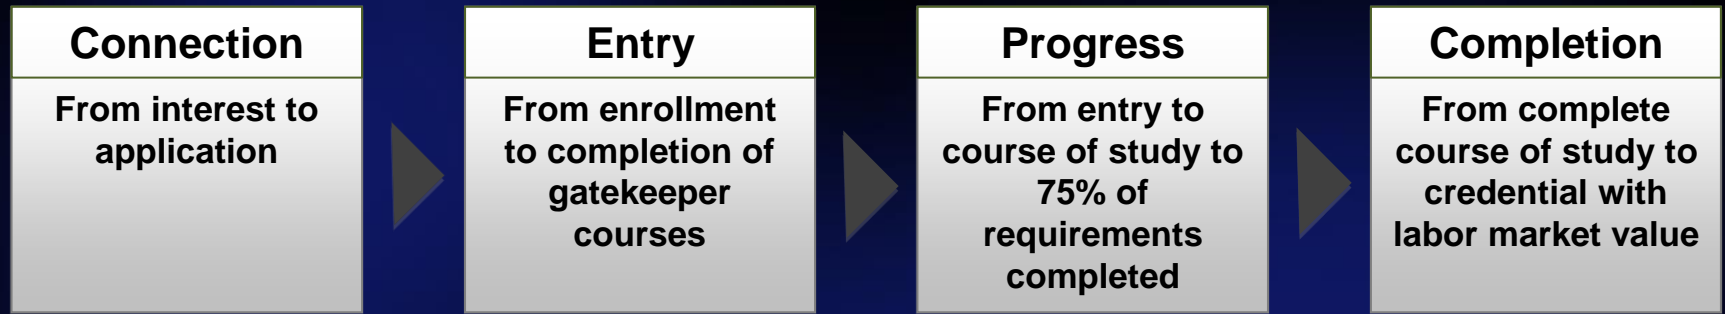 Connection
From interest to
application
Entry
From enrollment
to completion of
gatekeeper
courses
Progress
From entry to
course of study to
75% of
requirements
completed
Completion
From complete
course of study to
credential with
labor market value